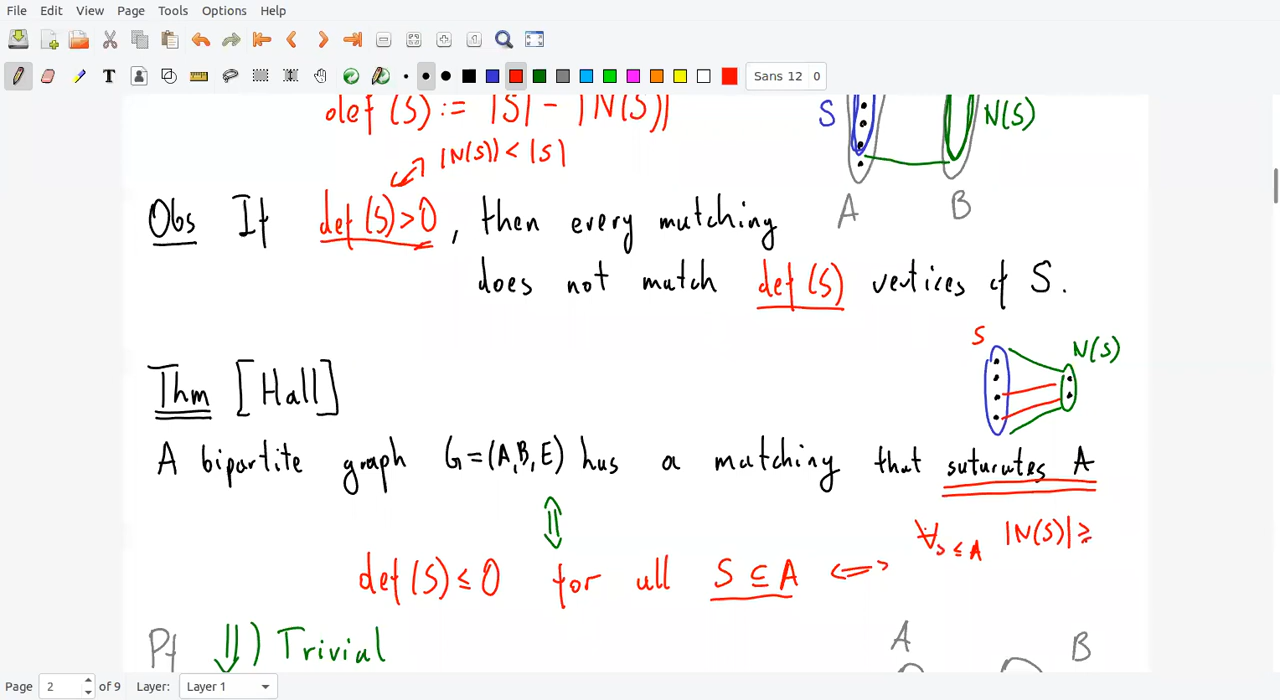 File Edit View Page Tools Options Help
Sans 12 0
def(S) := |S| - |N(S)|
S N(S)
|N(S)| < |S|
A B
Obs If def(S)>0, then every matching
does not match def(S) vertices of S.
S N(S)
Thm [Hall]
A bipartite graph G=(A,B,E) has a matching that saturates A
⇕
∀S⊆A |N(S)| ≥
def(S) ≤ 0 for all S ⊆ A ⟺
A B
Pf ⇓) Trivial
Page 2 of 9 Layer: Layer 1